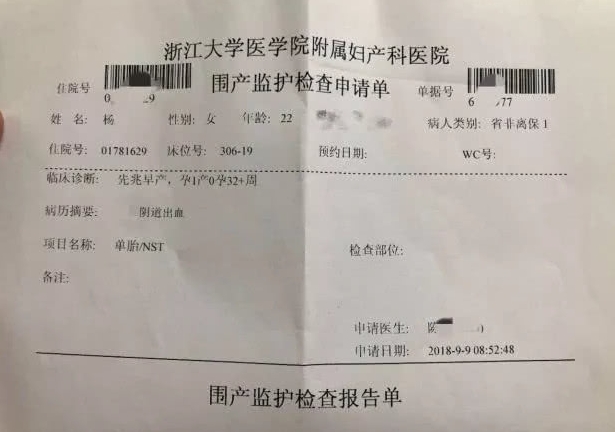 浙江大学医学院附属妇产科医院
围产监护检查申请单
住院号 单据号
姓 名: 杨 性别: 女 年龄: 22 病人类别: 省非离保 1
住院号: 01781629 床位号: 306-19 预约日期: WC号:
临床诊断: 先兆早产, 孕1产0孕32+周
病历摘要: 阴道出血
项目名称: 单胎/NST 检查部位:
备注:
申请医生:
申请日期: 2018-9-9 08:52:48
围产监护检查报告单